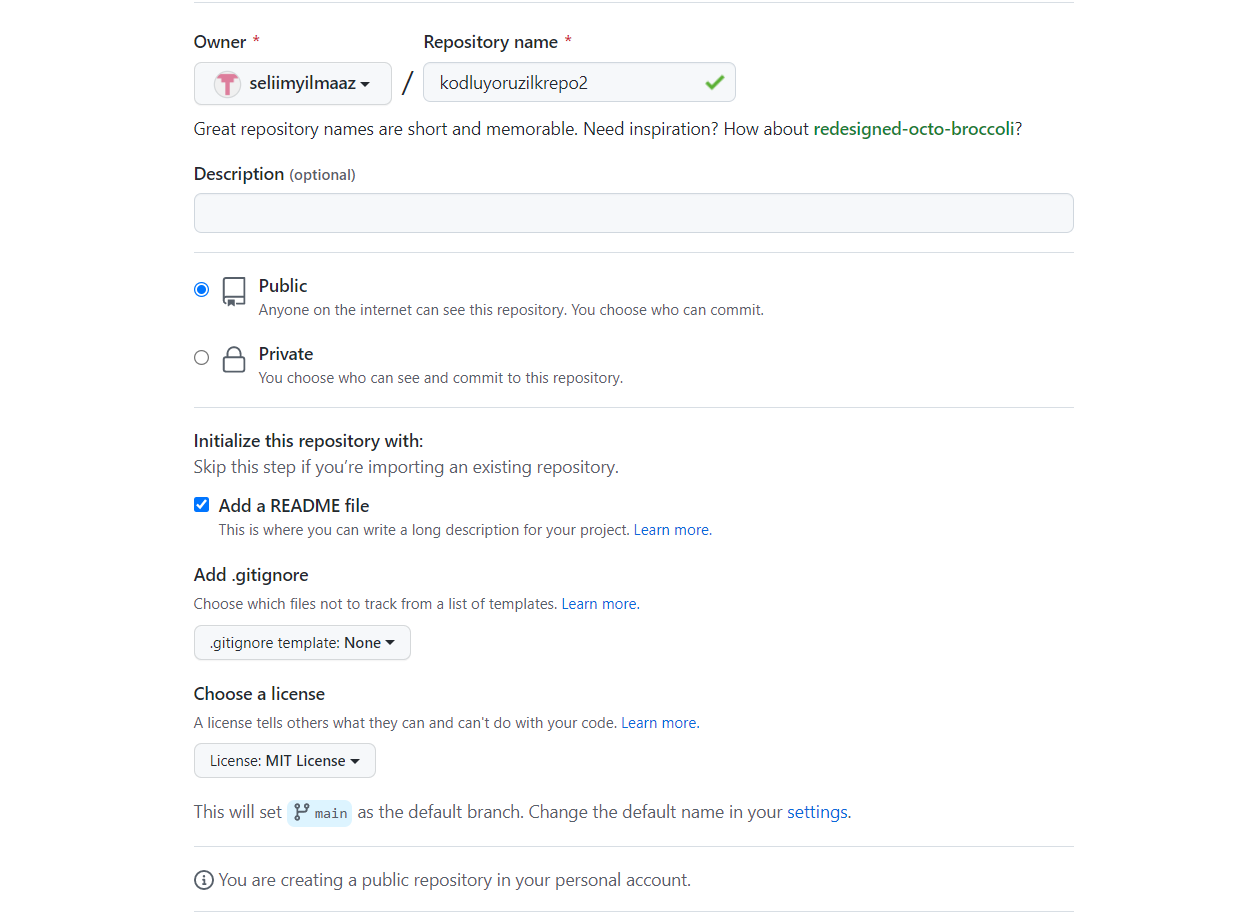 Owner * Repository name *
seliimyilmaaz / kodluyoruzilkrepo2
Great repository names are short and memorable. Need inspiration? How about redesigned-octo-broccoli?
Description (optional)
Public
Anyone on the internet can see this repository. You choose who can commit.
Private
You choose who can see and commit to this repository.
Initialize this repository with:
Skip this step if you’re importing an existing repository.
Add a README file
This is where you can write a long description for your project. Learn more.
Add .gitignore
Choose which files not to track from a list of templates. Learn more.
.gitignore template: None
Choose a license
A license tells others what they can and can't do with your code. Learn more.
License: MIT License
This will set main as the default branch. Change the default name in your settings.
You are creating a public repository in your personal account.